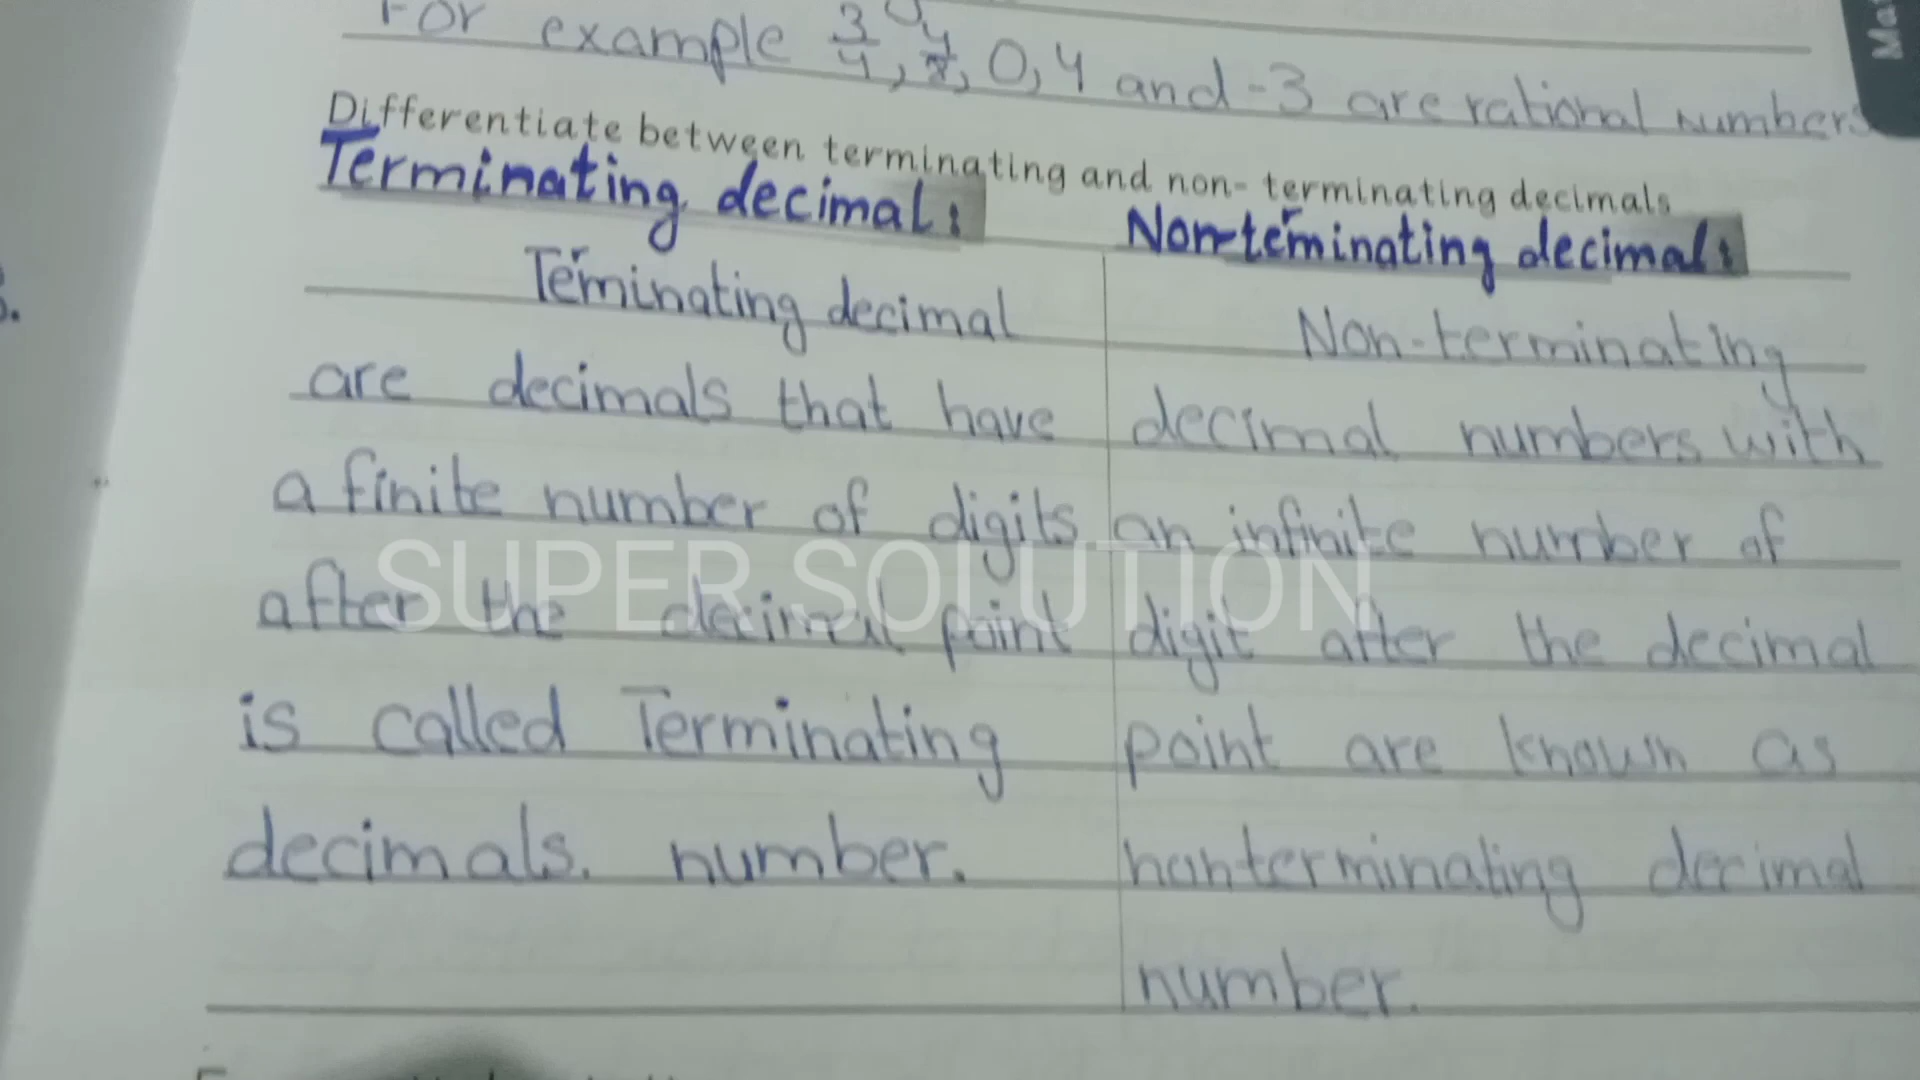 For example 3/4, 4/7, 0, 4 and -3 are rational numbers
Differentiate between terminating and non-terminating decimals
Terminating decimal:
Teminating decimal
are decimals that have
a finite number of digits
after the decimal point
is called Terminating
decimals. number.
Non-terminating decimal:
Non-terminating
decimal numbers with
an infinite number of
digit after the decimal
point are known as
nonterminating decimal
number.
SUPER SOLUTION